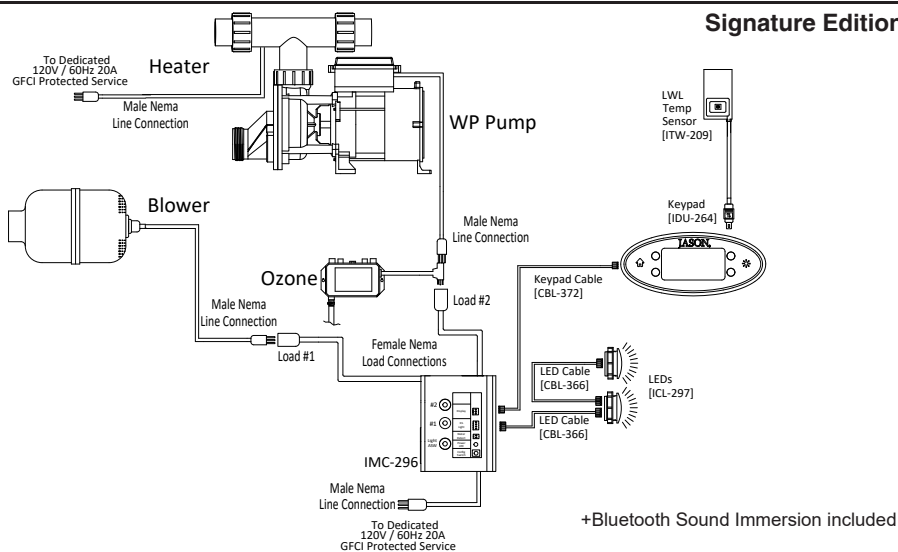 Signature Edition
To Dedicated
120V / 60Hz 20A
GFCI Protected Service
Heater
Male Nema
Line Connection
WP Pump
LWL
Temp
Sensor
[ITW-209]
Blower
Keypad
[IDU-264]
JASON
Male Nema
Line Connection
Ozone
Keypad Cable
[CBL-372]
Male Nema
Line Connection
Load #2
Load #1
Female Nema
Load Connections
LED Cable
[CBL-366]
LEDs
[ICL-297]
LED Cable
[CBL-366]
#2
#1
Light
IMC-296
Male Nema
Line Connection
To Dedicated
120V / 60Hz 20A
GFCI Protected Service
+Bluetooth Sound Immersion included